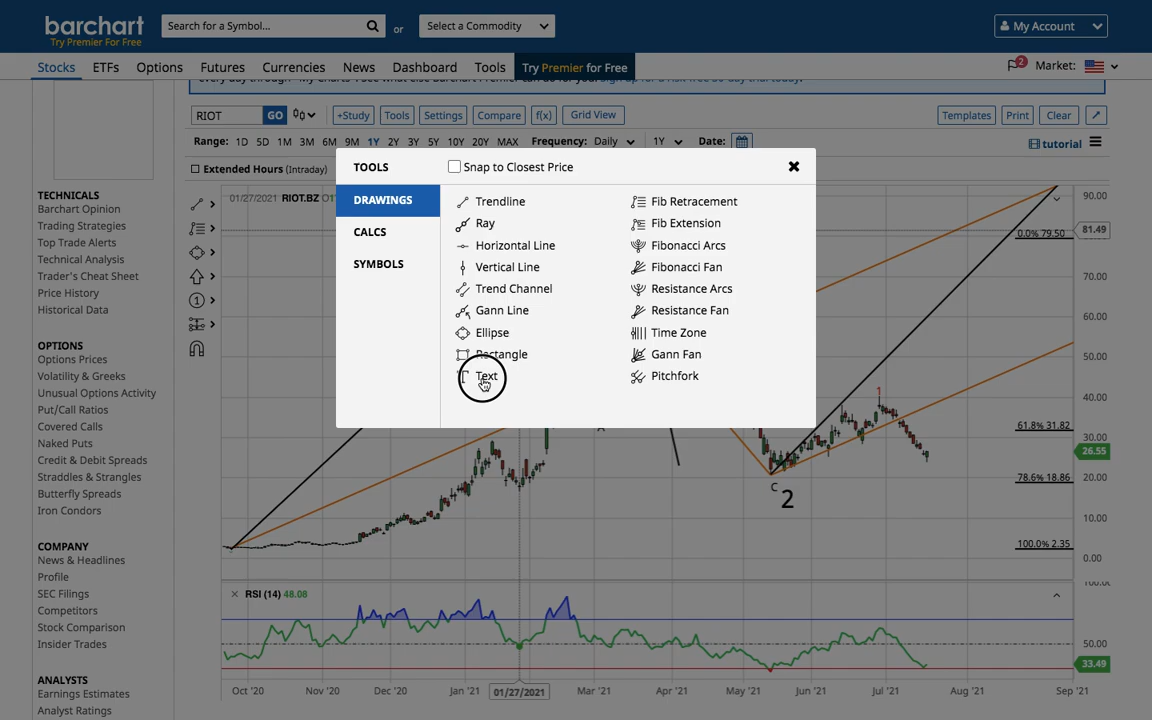 barchart
Try Premier For Free
Search for a Symbol...
or
Select a Commodity
My Account
Stocks ETFs Options Futures Currencies News Dashboard Tools Try Premier for Free
2 Market:
RIOT GO +Study Tools Settings Compare f(x) Grid View Templates Print Clear
Range: 1D 5D 1M 3M 6M 9M 1Y 2Y 3Y 5Y 10Y 20Y MAX Frequency: Daily 1Y Date:
tutorial
Extended Hours (Intraday)
01/27/2021 RIOT.BZ
TOOLS
Snap to Closest Price
DRAWINGS
CALCS
SYMBOLS
Trendline
Ray
Horizontal Line
Vertical Line
Trend Channel
Gann Line
Ellipse
Rectangle
Text
Fib Retracement
Fib Extension
Fibonacci Arcs
Fibonacci Fan
Resistance Arcs
Resistance Fan
Time Zone
Gann Fan
Pitchfork
TECHNICALS
Barchart Opinion
Trading Strategies
Top Trade Alerts
Technical Analysis
Trader's Cheat Sheet
Price History
Historical Data
OPTIONS
Options Prices
Volatility & Greeks
Unusual Options Activity
Put/Call Ratios
Covered Calls
Naked Puts
Credit & Debit Spreads
Straddles & Strangles
Butterfly Spreads
Iron Condors
COMPANY
News & Headlines
Profile
SEC Filings
Competitors
Stock Comparison
Insider Trades
ANALYSTS
Earnings Estimates
Analyst Ratings
1
90.00
81.49
0.0% 79.50
70.00
60.00
50.00
40.00
61.8% 31.82
30.00
26.55
78.6% 18.86
20.00
10.00
100.0% 2.35
0.00
1
C
2
RSI (14) 48.08
50.00
33.49
Oct '20 Nov '20 Dec '20 Jan '21 01/27/2021 Mar '21 Apr '21 May '21 Jun '21 Jul '21 Aug '21 Sep '21